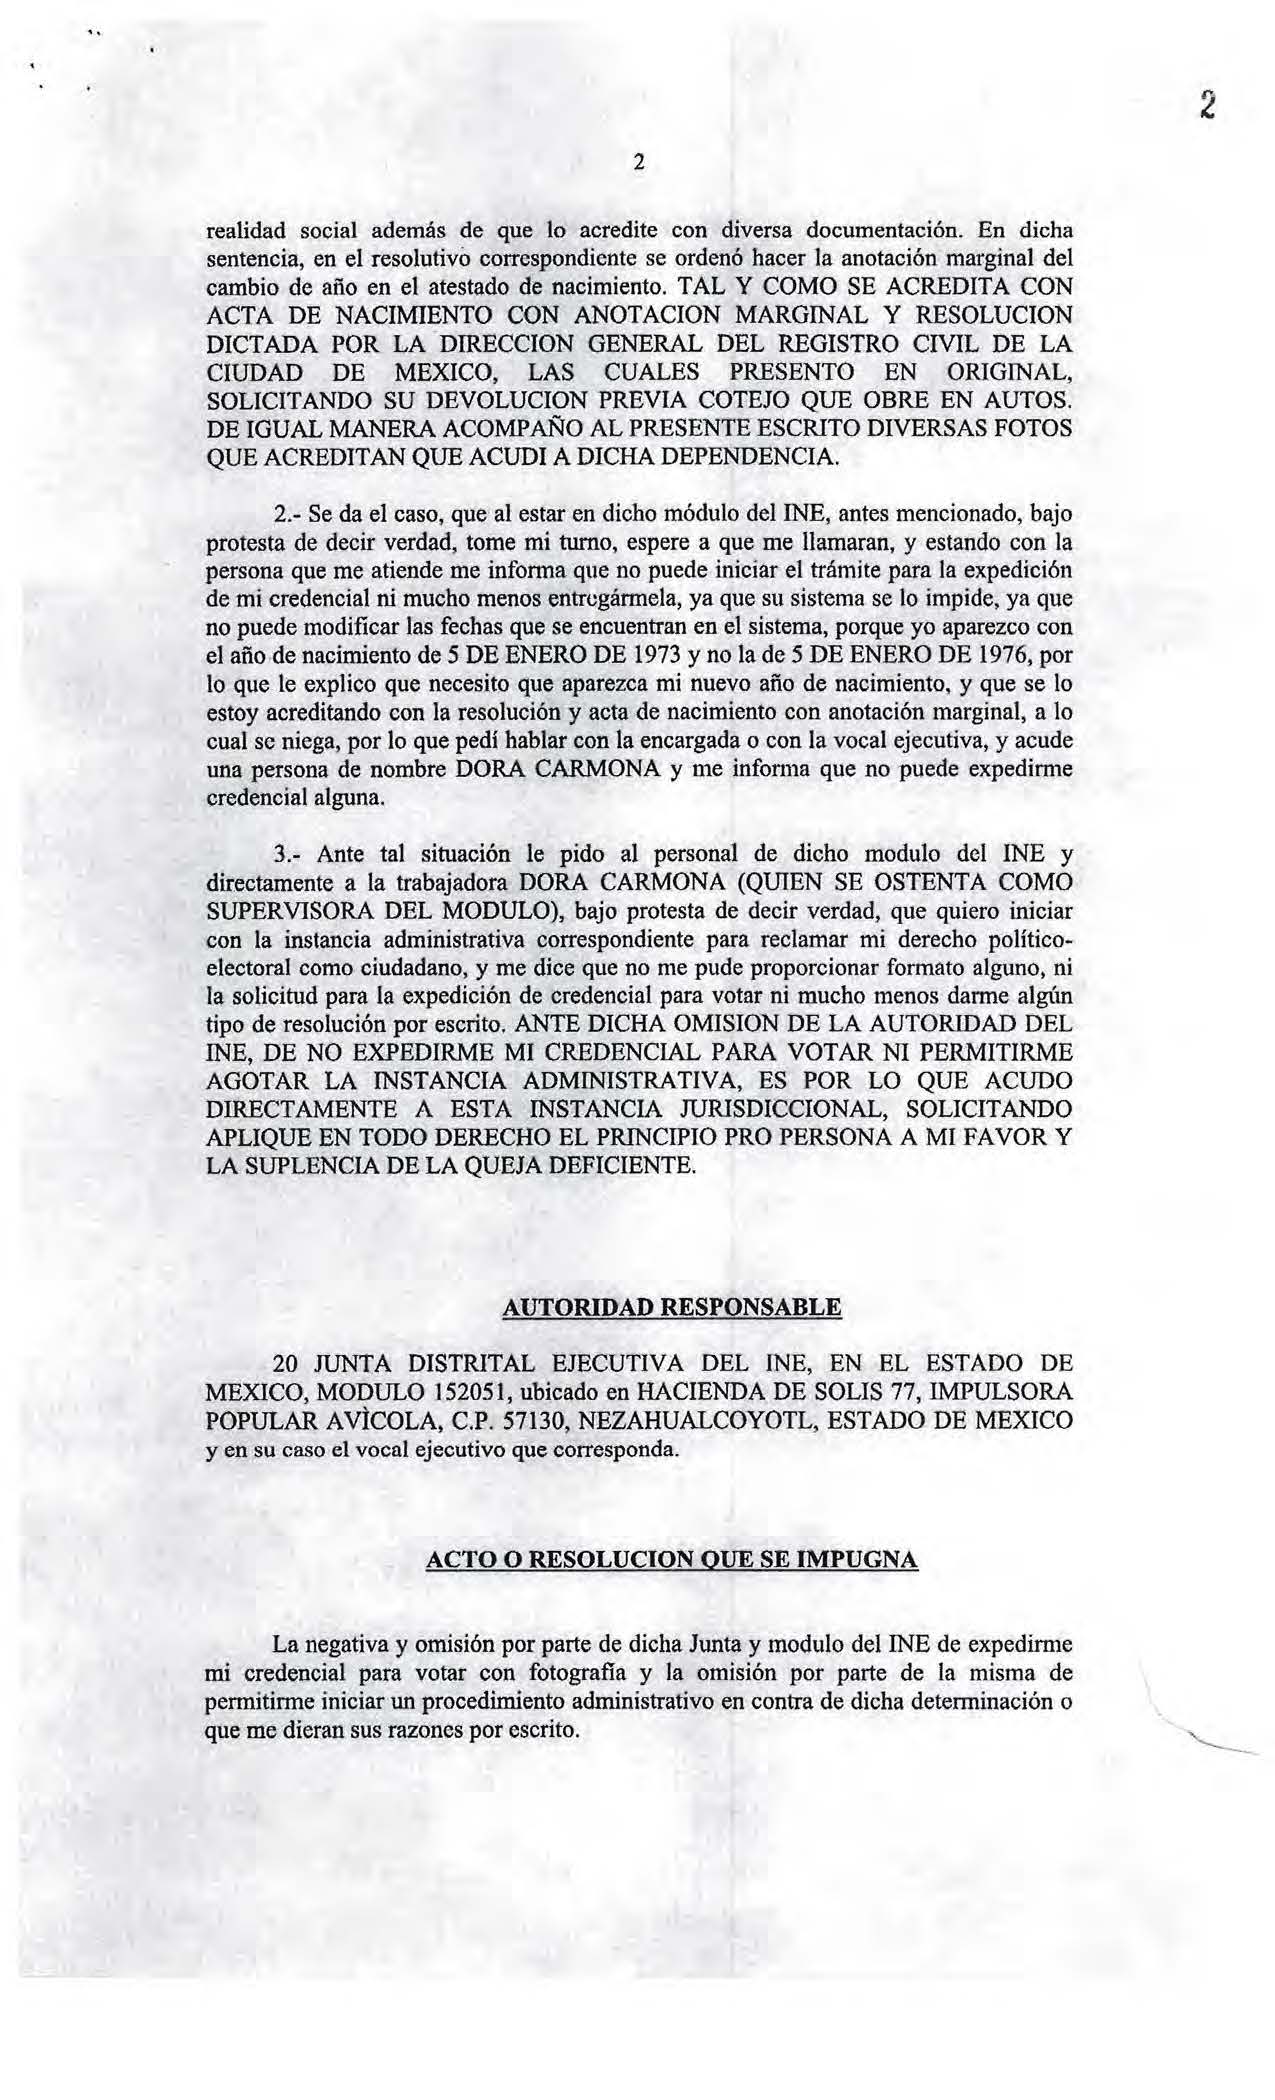 2
2
realidad social además de que lo acredite con diversa documentación. En dicha
sentencia, en el resolutivo correspondiente se ordenó hacer la anotación marginal del
cambio de año en el atestado de nacimiento. TAL Y COMO SE ACREDITA CON
ACTA DE NACIMIENTO CON ANOTACION MARGINAL Y RESOLUCION
DICTADA POR LA DIRECCION GENERAL DEL REGISTRO CIVIL DE LA
CIUDAD DE MEXICO, LAS CUALES PRESENTO EN ORIGINAL,
SOLICITANDO SU DEVOLUCION PREVIA COTEJO QUE OBRE EN AUTOS.
DE IGUAL MANERA ACOMPAÑO AL PRESENTE ESCRITO DIVERSAS FOTOS
QUE ACREDITAN QUE ACUDI A DICHA DEPENDENCIA.
2.- Se da el caso, que al estar en dicho módulo del INE, antes mencionado, bajo
protesta de decir verdad, tome mi turno, espere a que me llamaran, y estando con la
persona que me atiende me informa que no puede iniciar el trámite para la expedición
de mi credencial ni mucho menos entregármela, ya que su sistema se lo impide, ya que
no puede modificar las fechas que se encuentran en el sistema, porque yo aparezco con
el año de nacimiento de 5 DE ENERO DE 1973 y no la de 5 DE ENERO DE 1976, por
lo que le explico que necesito que aparezca mi nuevo año de nacimiento, y que se lo
estoy acreditando con la resolución y acta de nacimiento con anotación marginal, a lo
cual se niega, por lo que pedí hablar con la encargada o con la vocal ejecutiva, y acude
una persona de nombre DORA CARMONA y me informa que no puede expedirme
credencial alguna.
3.- Ante tal situación le pido al personal de dicho modulo del INE y
directamente a la trabajadora DORA CARMONA (QUIEN SE OSTENTA COMO
SUPERVISORA DEL MODULO), bajo protesta de decir verdad, que quiero iniciar
con la instancia administrativa correspondiente para reclamar mi derecho político-
electoral como ciudadano, y me dice que no me pude proporcionar formato alguno, ni
la solicitud para la expedición de credencial para votar ni mucho menos darme algún
tipo de resolución por escrito. ANTE DICHA OMISION DE LA AUTORIDAD DEL
INE, DE NO EXPEDIRME MI CREDENCIAL PARA VOTAR NI PERMITIRME
AGOTAR LA INSTANCIA ADMINISTRATIVA, ES POR LO QUE ACUDO
DIRECTAMENTE A ESTA INSTANCIA JURISDICCIONAL, SOLICITANDO
APLIQUE EN TODO DERECHO EL PRINCIPIO PRO PERSONA A MI FAVOR Y
LA SUPLENCIA DE LA QUEJA DEFICIENTE.
AUTORIDAD RESPONSABLE
20 JUNTA DISTRITAL EJECUTIVA DEL INE, EN EL ESTADO DE
MEXICO, MODULO 152051, ubicado en HACIENDA DE SOLIS 77, IMPULSORA
POPULAR AVÌCOLA, C.P. 57130, NEZAHUALCOYOTL, ESTADO DE MEXICO
y en su caso el vocal ejecutivo que corresponda.
ACTO O RESOLUCION QUE SE IMPUGNA
La negativa y omisión por parte de dicha Junta y modulo del INE de expedirme
mi credencial para votar con fotografía y la omisión por parte de la misma de
permitirme iniciar un procedimiento administrativo en contra de dicha determinación o
que me dieran sus razones por escrito.